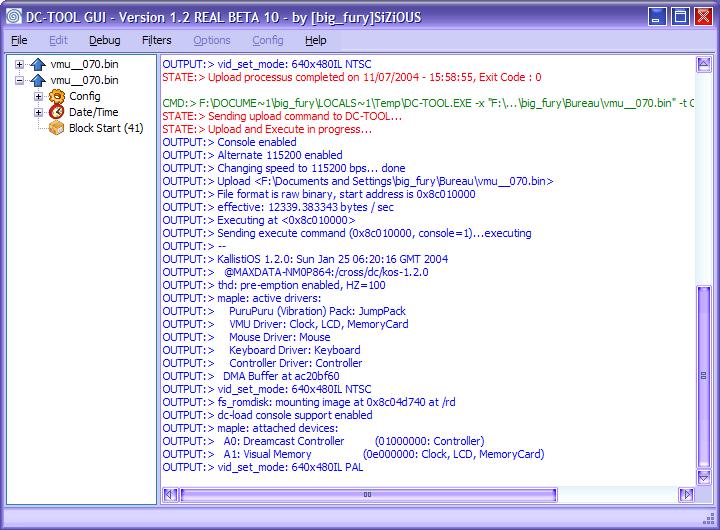 DC-TOOL GUI - Version 1.2 REAL BETA 10 - by [big_fury]SiZiOUS
File Edit Debug Filters Options Config Help
vmu__070.bin
vmu__070.bin
Config
Date/Time
Block Start (41)
OUTPUT:> vid_set_mode: 640x480IL NTSC
STATE:> Upload processus completed on 11/07/2004 - 15:58:55, Exit Code : 0
CMD:> F:\DOCUME~1\big_fury\LOCALS~1\Temp\DC-TOOL.EXE -x "F:\...\big_fury\Bureau\vmu__070.bin" -t C
STATE:> Sending upload command to DC-TOOL...
STATE:> Upload and Execute in progress...
OUTPUT:> Console enabled
OUTPUT:> Alternate 115200 enabled
OUTPUT:> Changing speed to 115200 bps... done
OUTPUT:> Upload <F:\Documents and Settings\big_fury\Bureau\vmu__070.bin>
OUTPUT:> File format is raw binary, start address is 0x8c010000
OUTPUT:> effective: 12339.383343 bytes / sec
OUTPUT:> Executing at <0x8c010000>
OUTPUT:> Sending execute command (0x8c010000, console=1)...executing
OUTPUT:> --
OUTPUT:> KallistiOS 1.2.0: Sun Jan 25 06:20:16 GMT 2004
OUTPUT:> @MAXDATA-NM0P864:/cross/dc/kos-1.2.0
OUTPUT:> thd: pre-emption enabled, HZ=100
OUTPUT:> maple: active drivers:
OUTPUT:> PuruPuru (Vibration) Pack: JumpPack
OUTPUT:> VMU Driver: Clock, LCD, MemoryCard
OUTPUT:> Mouse Driver: Mouse
OUTPUT:> Keyboard Driver: Keyboard
OUTPUT:> Controller Driver: Controller
OUTPUT:> DMA Buffer at ac20bf60
OUTPUT:> vid_set_mode: 640x480IL NTSC
OUTPUT:> fs_romdisk: mounting image at 0x8c04d740 at /rd
OUTPUT:> dc-load console support enabled
OUTPUT:> maple: attached devices:
OUTPUT:> A0: Dreamcast Controller (01000000: Controller)
OUTPUT:> A1: Visual Memory (0e000000: Clock, LCD, MemoryCard)
OUTPUT:> vid_set_mode: 640x480IL PAL